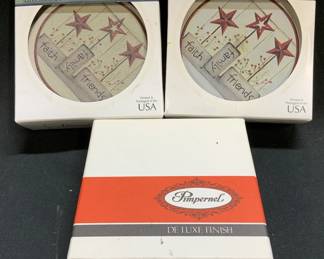 Faith
Family
Friends
USA
Faith
Family
Friends
USA
Pimpernel
DE LUXE FINISH